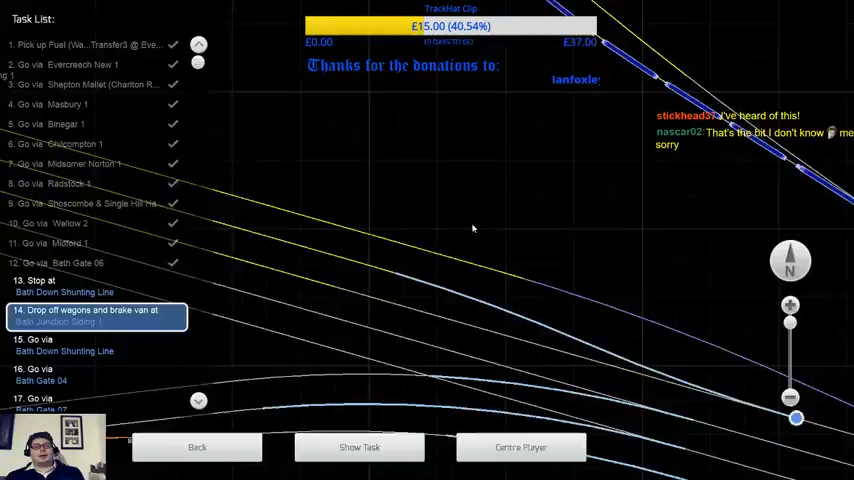 Task List:
1. Pick up Fuel (Wa...Transfer3 @ Eve...
2. Go via Evercreech New 1
3. Go via Shepton Mallet (Charlton R...
4. Go via Masbury 1
5. Go via Binegar 1
6. Go via Chilcompton 1
7. Go via Midsomer Norton 1
8. Go via Radstock 1
9. Go via Shoscombe & Single Hill Ha...
10. Go via Wellow 2
11. Go via Midford 1
12. Go via Bath Gate 06
13. Stop at
Bath Down Shunting Line
14. Drop off wagons and brake van at
Bath Junction Siding 1
15. Go via
Bath Down Shunting Line
16. Go via
Bath Gate 04
17. Go via
Bath Gate 07
TrackHat Clip
£15.00 (40.54%)
£0.00
£37.00
Thanks for the donations to:
Ianfoxley
stickhead37 I've heard of this!
nascar02: That's the bit I don't know me
sorry
N
Back
Show Task
Centre Player